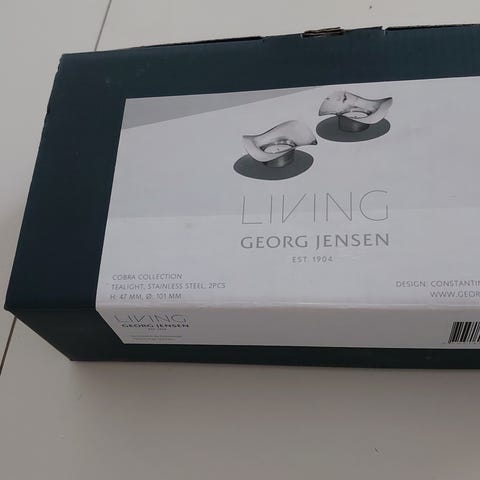 LIVING
GEORG JENSEN
EST. 1904
COBRA COLLECTION
TEALIGHT, STAINLESS STEEL, 2PCS
H: 47 MM, Ø: 101 MM
DESIGN: CONSTANTIN
WWW.GEOR
LIVING
GEORG JENSEN